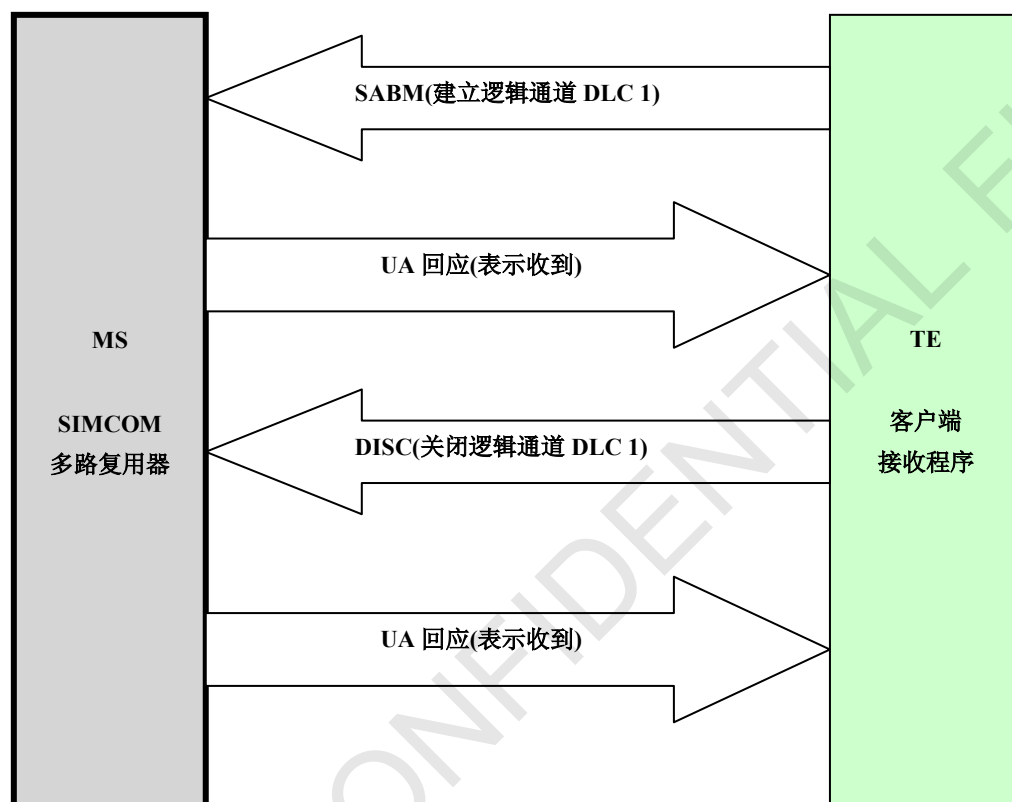 SABM(建立逻辑通道 DLC 1)
UA 回应(表示收到)
MS
SIMCOM
多路复用器
TE
客户端
接收程序
DISC(关闭逻辑通道 DLC 1)
UA 回应(表示收到)
ONFIDENTIAL